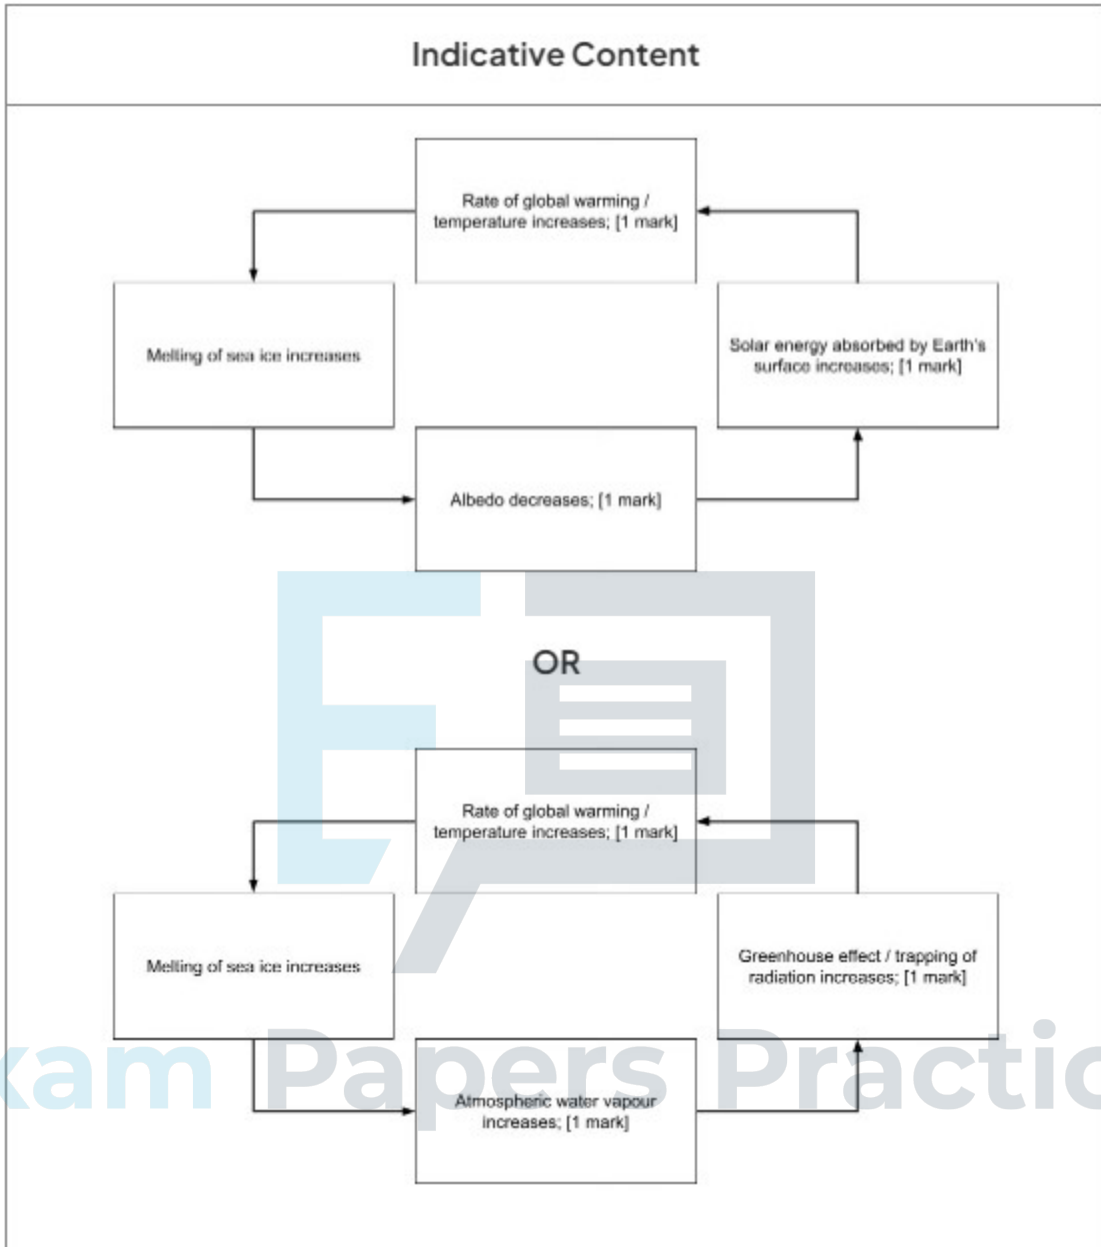 Indicative Content
Rate of global warming /
temperature increases; [1 mark]
Melting of sea ice increases
Solar energy absorbed by Earth's
surface increases; [1 mark]
Albedo decreases; [1 mark]
OR
Rate of global warming /
temperature increases; [1 mark]
Melting of sea ice increases
Greenhouse effect / trapping of
radiation increases; [1 mark]
Atmospheric water vapour
increases; [1 mark]
xam Papers Practic